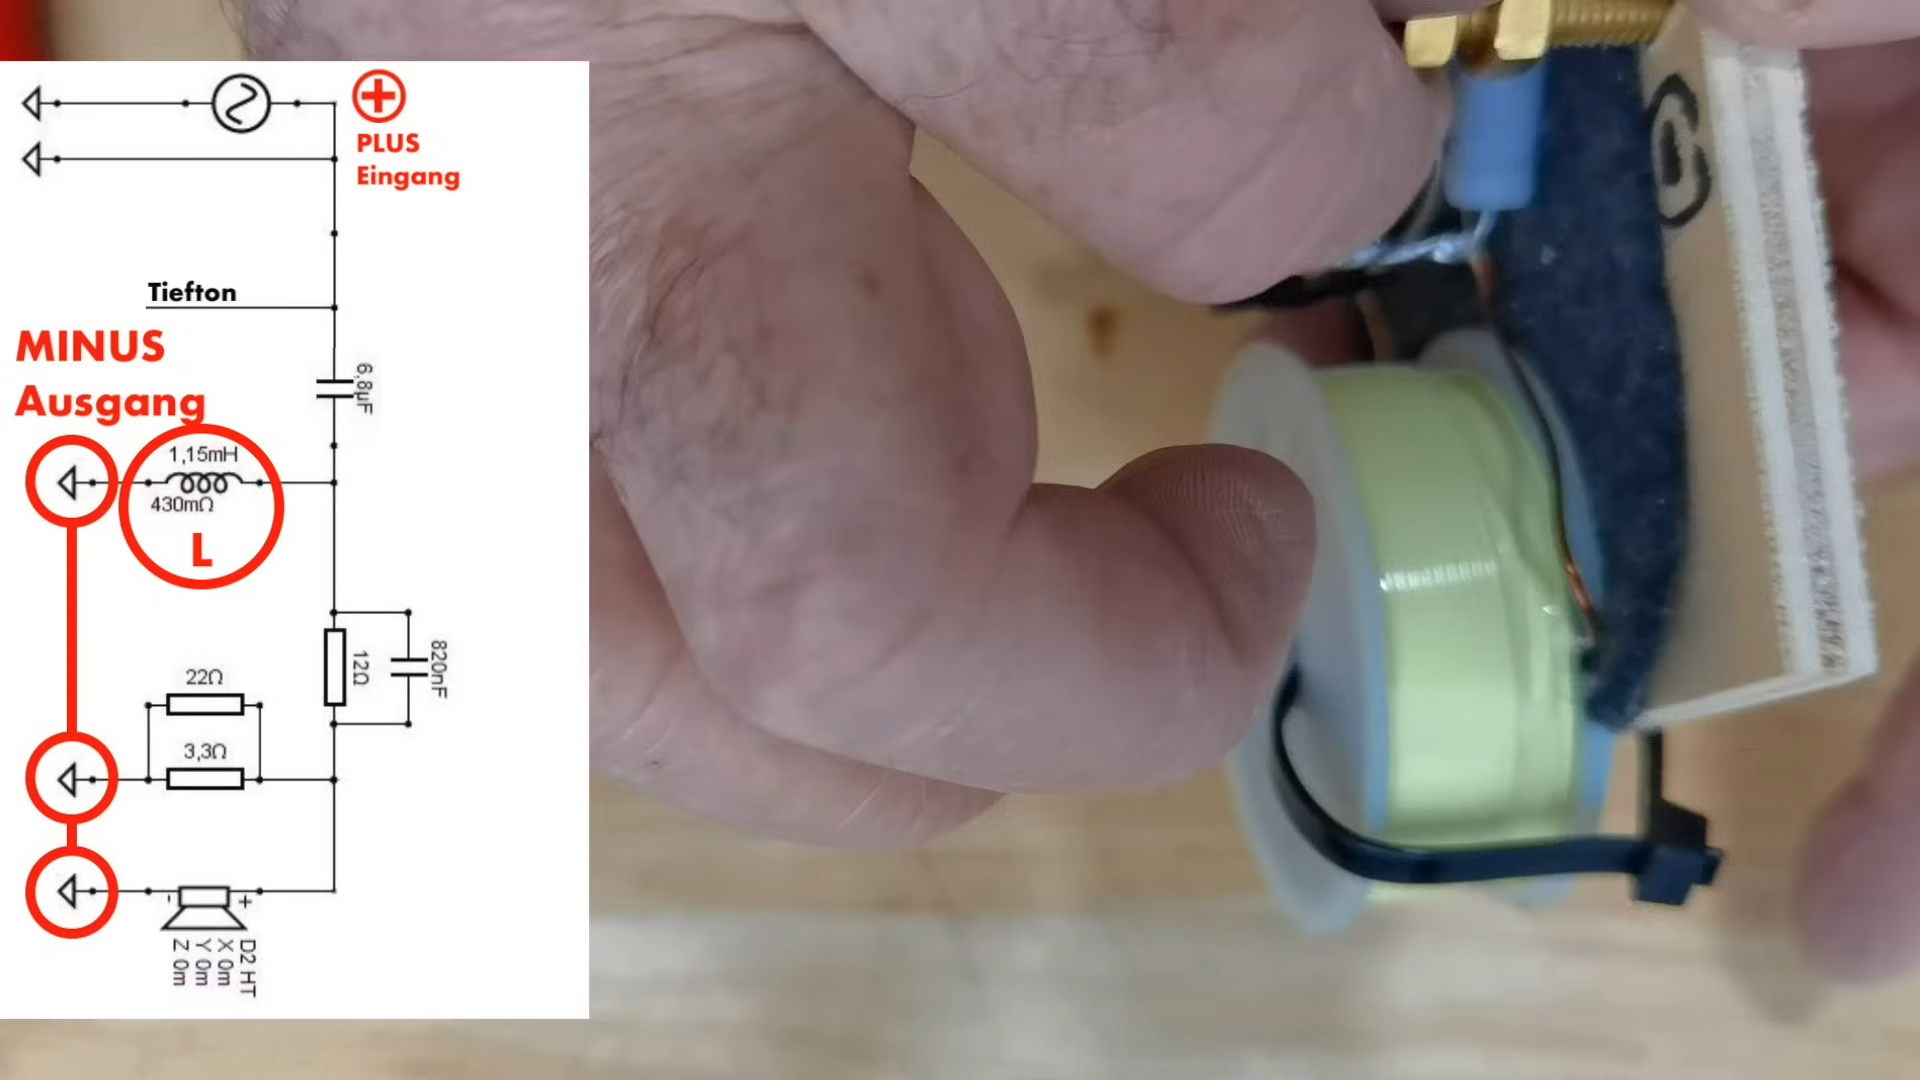 PLUS
Eingang
Tiefton
MINUS
Ausgang
6,8µF
1,15mH
430mΩ
L
12Ω
820nF
22Ω
3,3Ω
- +
D2 HT
X 0m
Y 0m
Z 0m